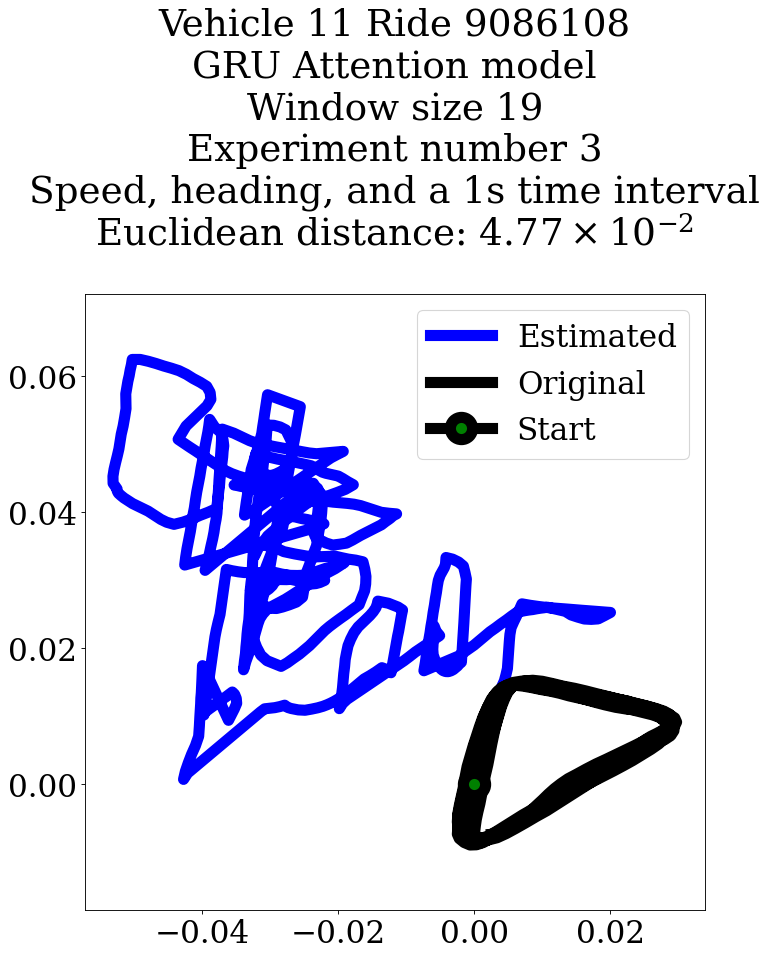 Vehicle 11 Ride 9086108
GRU Attention model
Window size 19
Experiment number 3
Speed, heading, and a 1s time interval
Euclidean distance: 4.77 × 10⁻²
Estimated
Original
Start
0.06
0.04
0.02
0.00
−0.04 −0.02 0.00 0.02